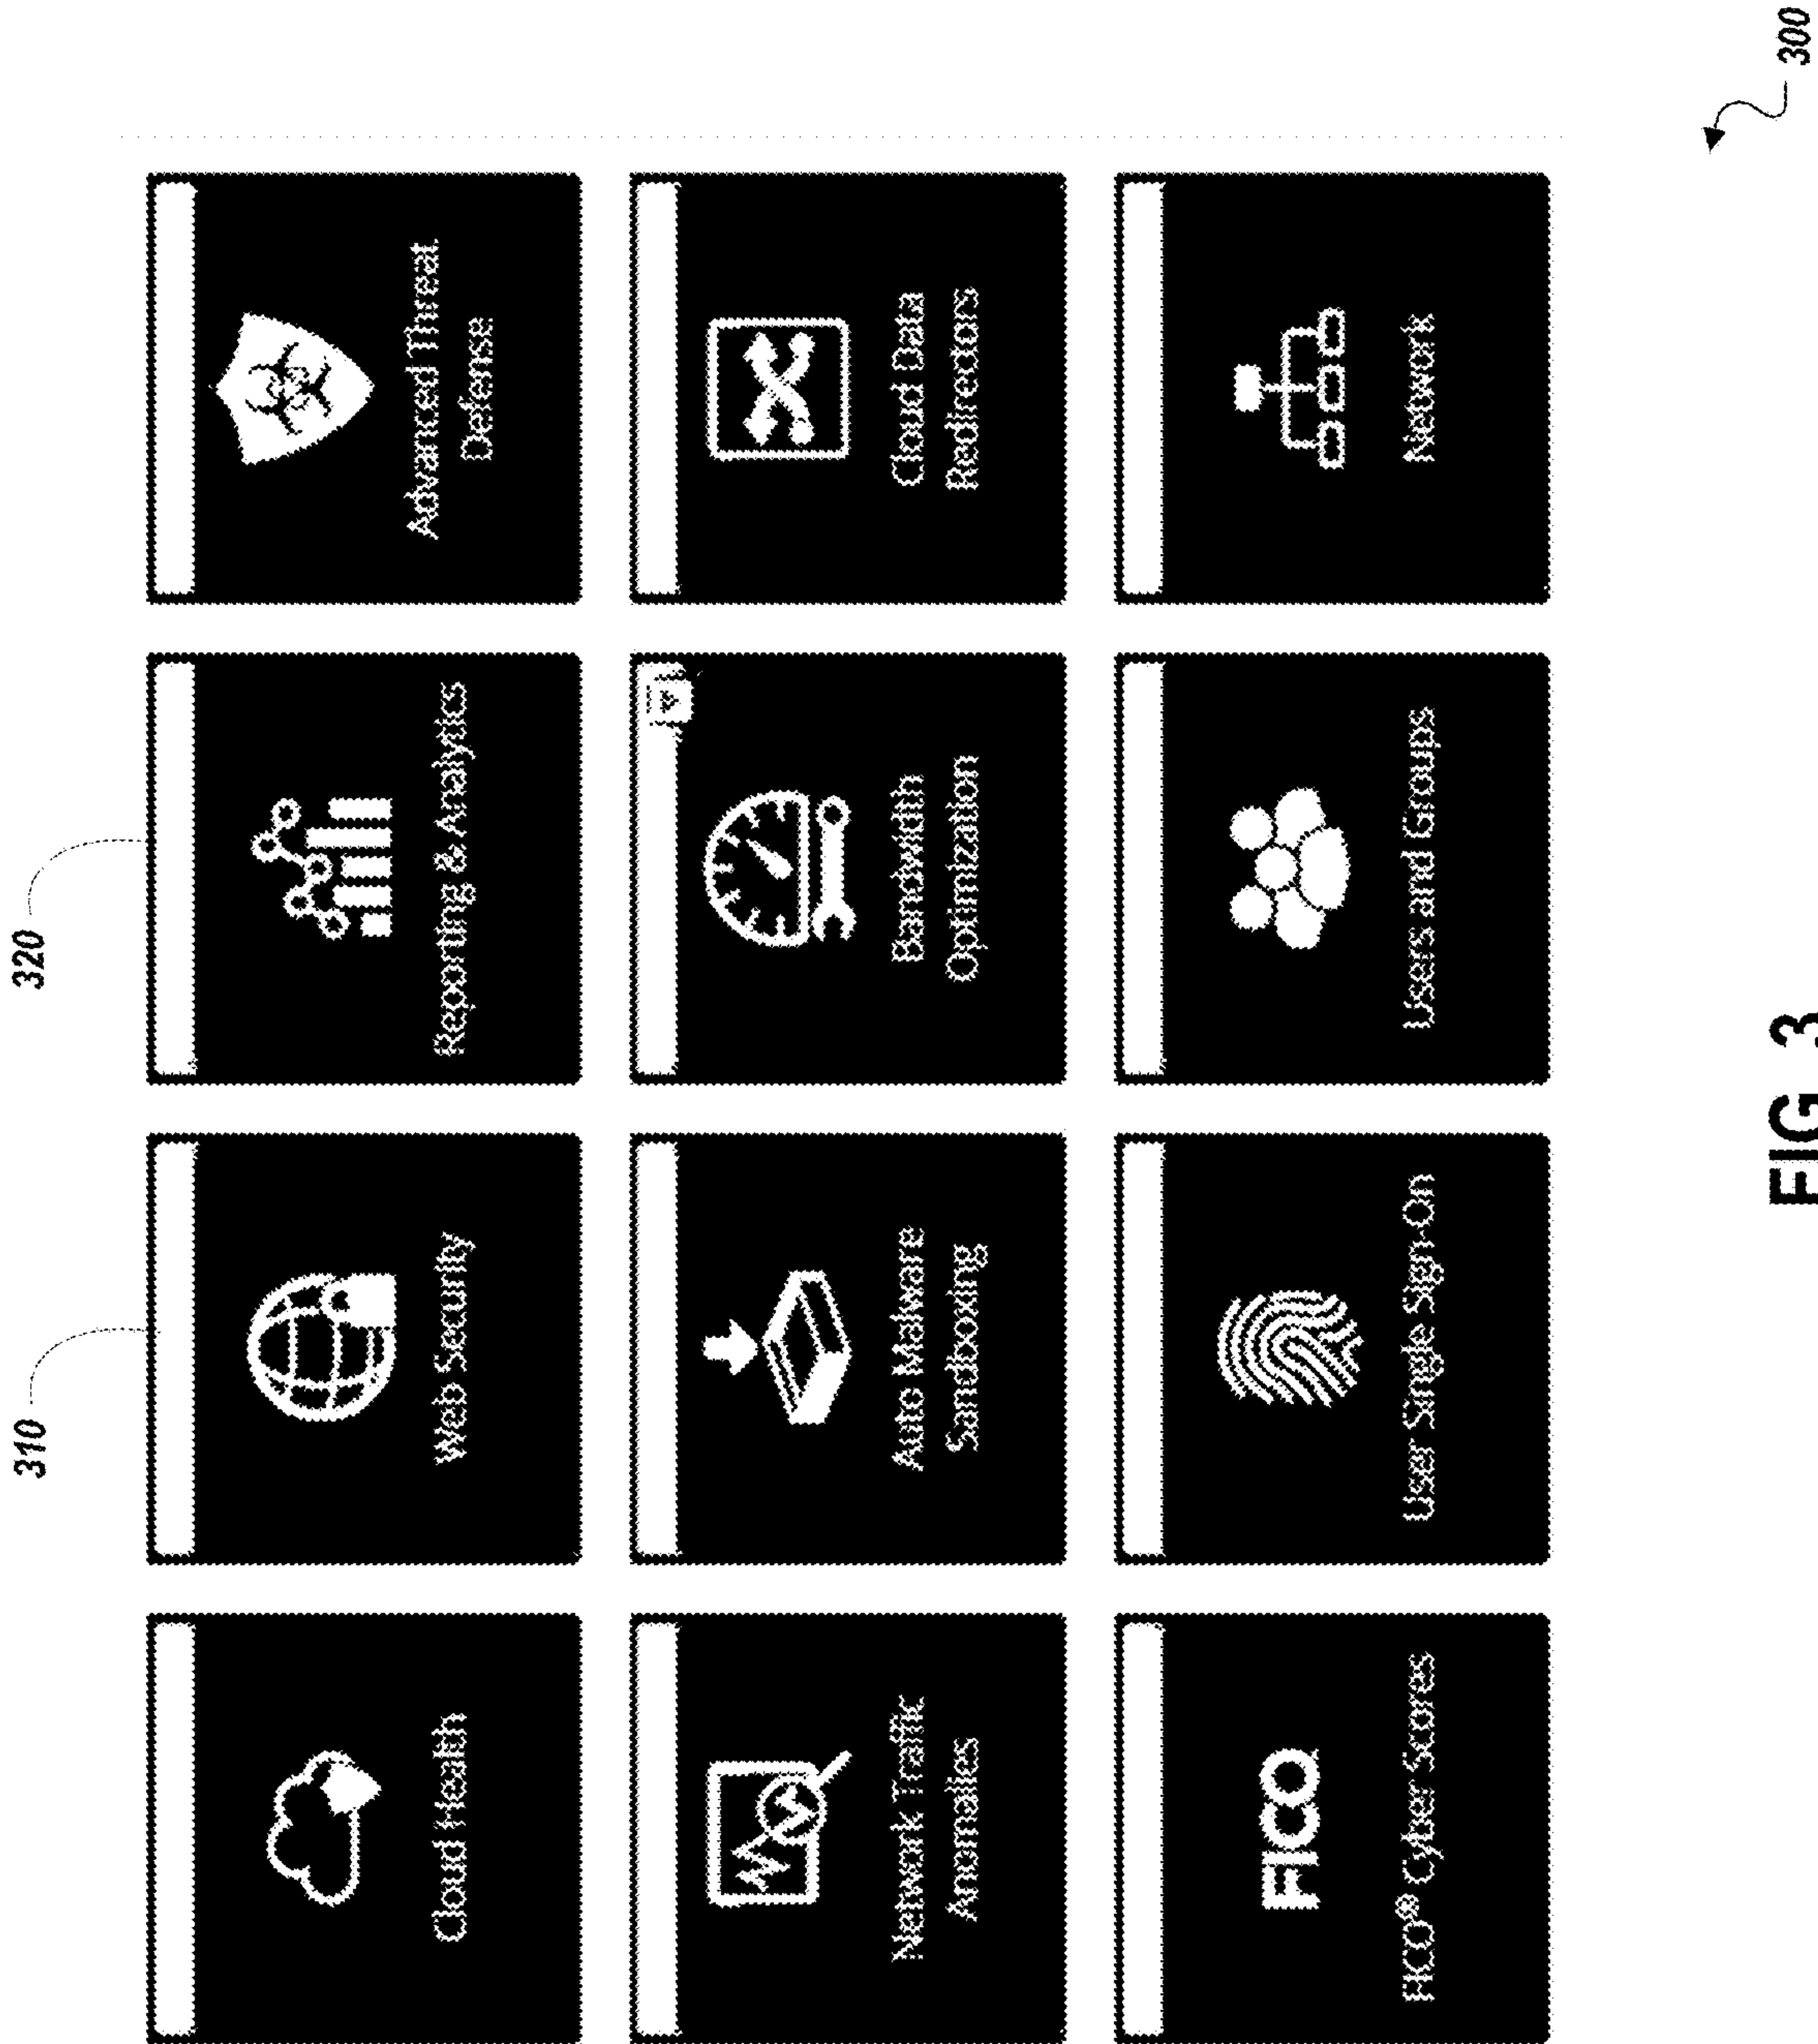 310
320
Cloud Health
Web Security
Reporting & Analytics
Advanced Threat
Defense
Network Traffic
Anomalies
Auto Malware
Sandboxing
Bandwidth
Optimization
Cloud Data
Redirectors
FICO
FICO® Cyber Scores
User Single Sign-On
Users and Groups
Network
300
FIG. 3